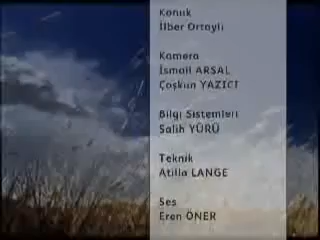 Konuk
İlber Ortaylı
Kamera
İsmail ARSAL
Coşkun YAZICI
Bilgi Sistemleri
Salih YÜRÜ
Teknik
Atilla LANGE
Ses
Eren ÖNER